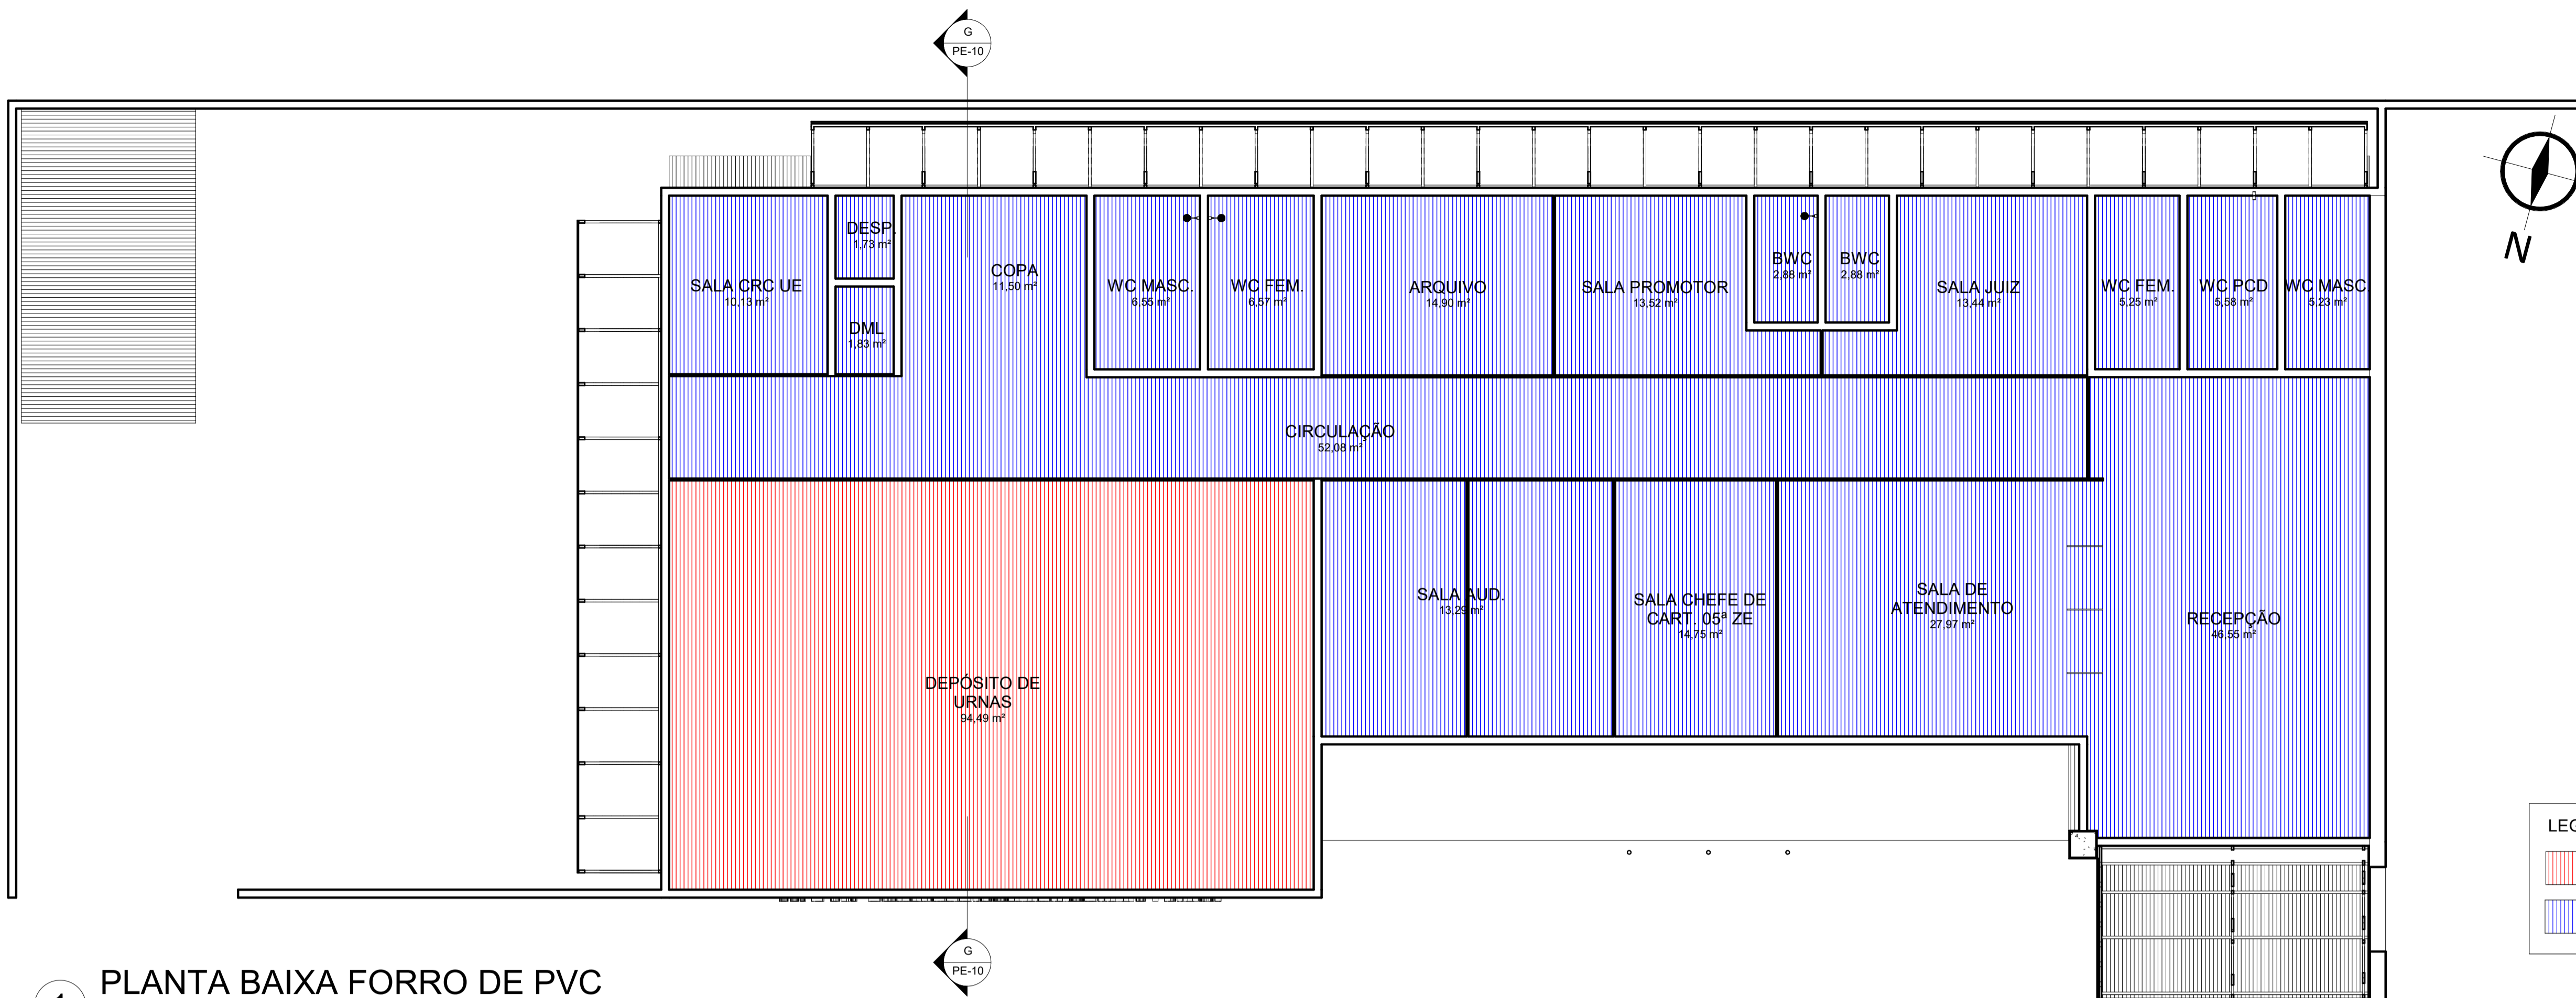 G
PE-10
N
DESP.
1,73 m²
SALA CRC UE
10,13 m²
DML
1,83 m²
COPA
11,50 m²
WC MASC.
6,55 m²
WC FEM.
6,57 m²
ARQUIVO
14,90 m²
SALA PROMOTOR
13,52 m²
BWC
2,88 m²
BWC
2,88 m²
SALA JUIZ
13,44 m²
WC FEM.
5,25 m²
WC PCD
5,58 m²
WC MASC.
5,23 m²
CIRCULAÇÃO
52,08 m²
SALA AUD.
13,29 m²
SALA CHEFE DE
CART. 05ª ZE
14,75 m²
SALA DE
ATENDIMENTO
27,97 m²
RECEPÇÃO
46,55 m²
DEPÓSITO DE
URNAS
94,49 m²
G
PE-10
PLANTA BAIXA FORRO DE PVC